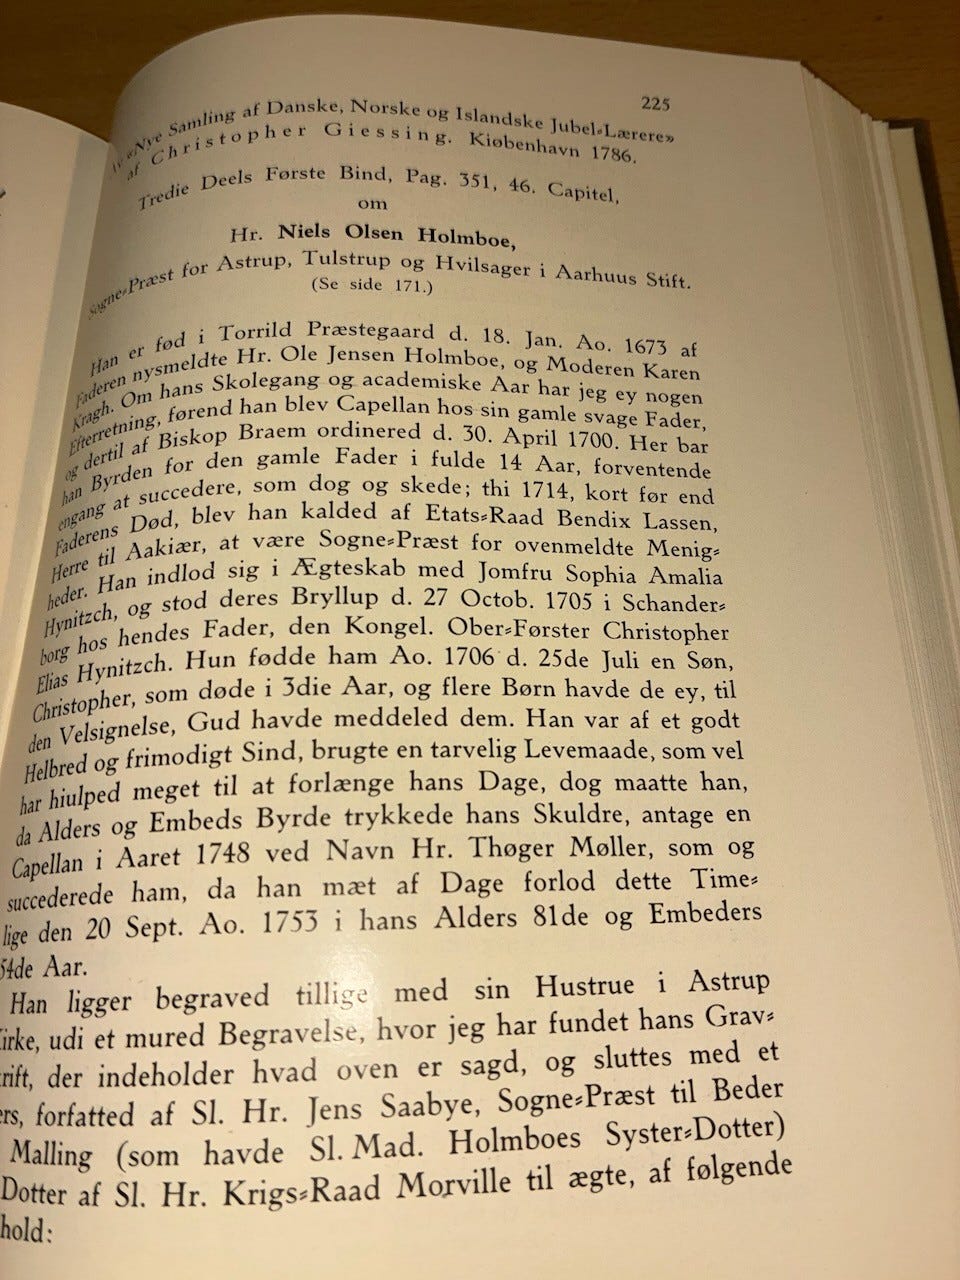 225
Av «Nye Samling af Danske, Norske og Islandske Jubel⸗Lærere»
af Christopher Giessing. Kiøbenhavn 1786.
Tredie Deels Første Bind, Pag. 351, 46. Capitel,
om
Hr. Niels Olsen Holmboe,
Sogne⸗Præst for Astrup, Tulstrup og Hvilsager i Aarhuus Stift.
(Se side 171.)
Han er fød i Torrild Præstegaard d. 18. Jan. Ao. 1673 af
Faderen nysmeldte Hr. Ole Jensen Holmboe, og Moderen Karen
Kragh. Om hans Skolegang og academiske Aar har jeg ey nogen
Efterretning, førend han blev Capellan hos sin gamle svage Fader,
og dertil af Biskop Braem ordinered d. 30. April 1700. Her bar
han Byrden for den gamle Fader i fulde 14 Aar, forventende
engang at succedere, som dog og skede; thi 1714, kort før end
Faderens Død, blev han kalded af Etats⸗Raad Bendix Lassen,
Herre til Aakiær, at være Sogne⸗Præst for ovenmeldte Menig⸗
heder. Han indlod sig i Ægteskab med Jomfru Sophia Amalia
Hynitzch, og stod deres Bryllup d. 27 Octob. 1705 i Schander⸗
borg hos hendes Fader, den Kongel. Ober⸗Første​r Christopher
Elias Hynitzch. Hun fødde ham Ao. 1706 d. 25de Juli en Søn,
Christopher, som døde i 3die Aar, og flere Børn havde de ey, til
den Velsignelse, Gud havde meddeled dem. Han var af et godt
Helbred og frimodigt Sind, brugte en tarvelig Levemaade, som vel
har hiulped meget til at forlænge hans Dage, dog maatte han,
da Alders og Embeds Byrde trykkede hans Skuldre, antage en
Capellan i Aaret 1748 ved Navn Hr. Thøger Møller, som og
succederede ham, da han mæt af Dage forlod dette Time⸗
lige den 20 Sept. Ao. 1753 i hans Alders 81de og Embeders
54de Aar.
Han ligger begraved tillige med sin Hustrue i Astrup
irke, udi et mured Begravelse, hvor jeg har fundet hans Grav⸗
rift, der indeholder hvad oven er sagd, og sluttes med et
ers, forfatted af Sl. Hr. Jens Saabye, Sogne⸗Præst til Beder
Malling (som havde Sl. Mad. Holmboes Syster⸗Dotter)
Dotter af Sl. Hr. Krigs⸗Raad Morville til ægte, af følgende
hold: